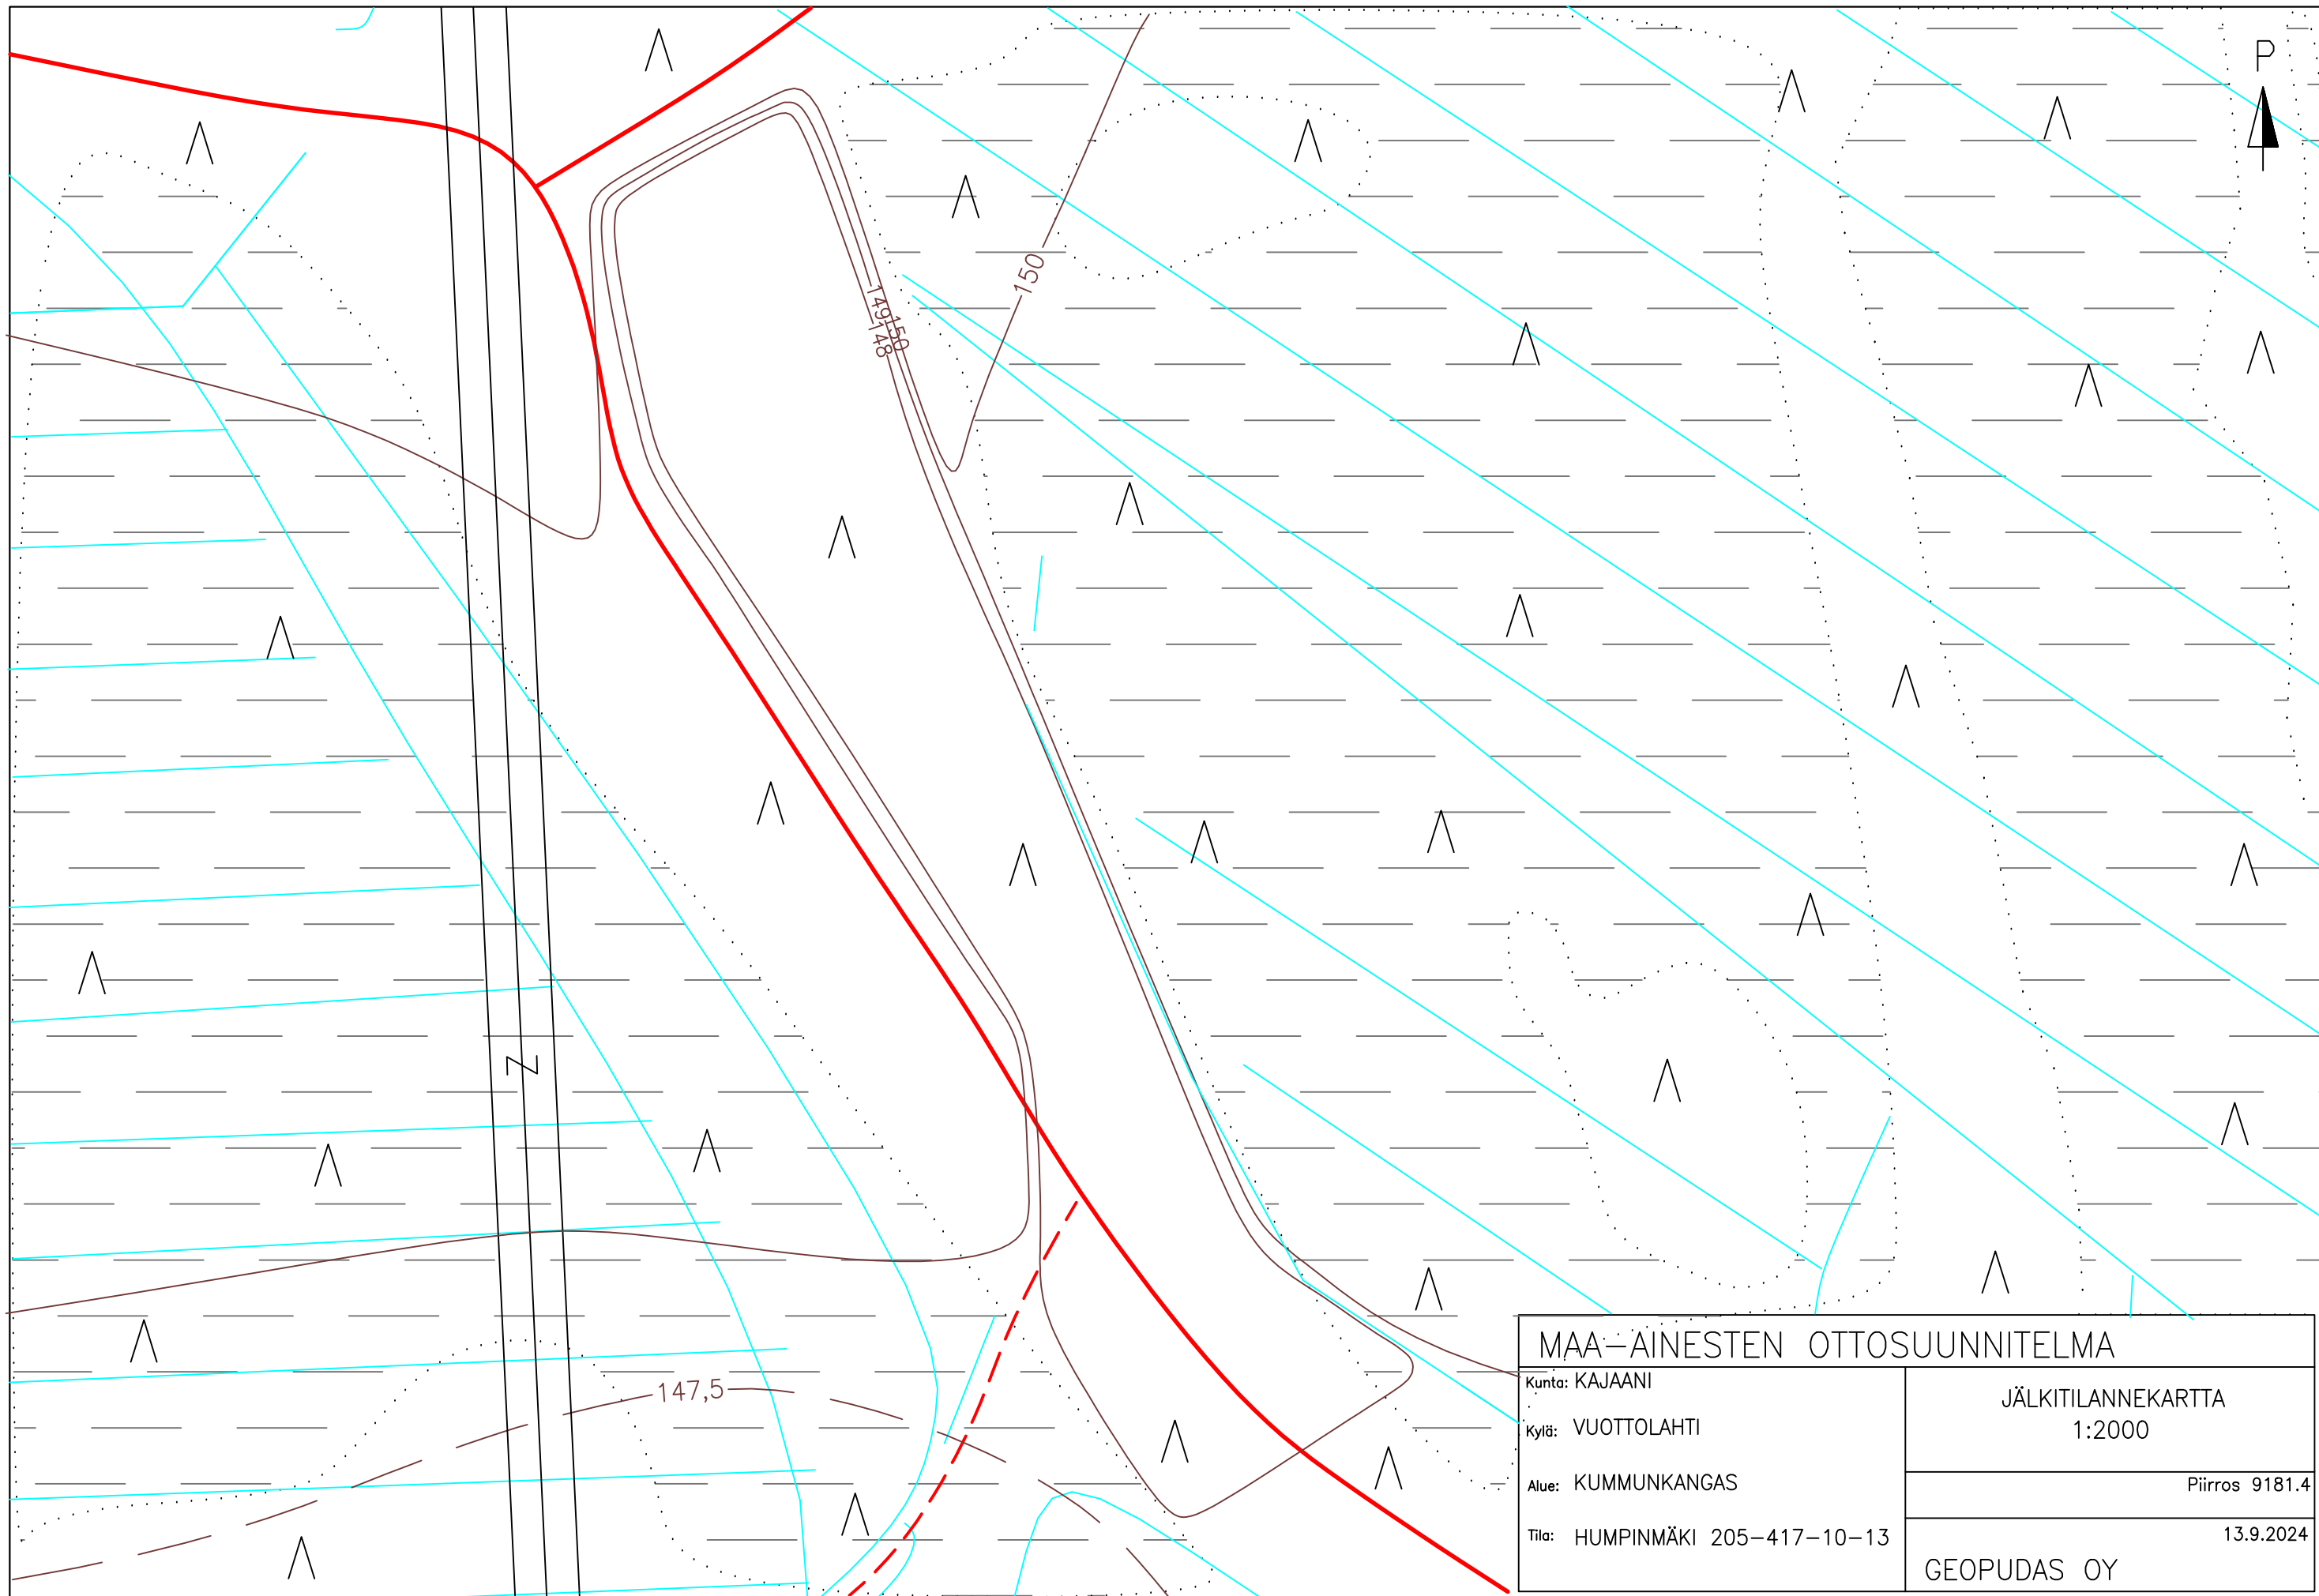 P
150
149
150
148
Z
147,5
MAA-AINESTEN OTTOSUUNNITELMA
Kunta: KAJAANI
Kylä: VUOTTOLAHTI
Alue: KUMMUNKANGAS
Tila: HUMPINMÄKI 205-417-10-13
JÄLKITILANNEKARTTA
1:2000
Piirros 9181.4
13.9.2024
GEOPUDAS OY